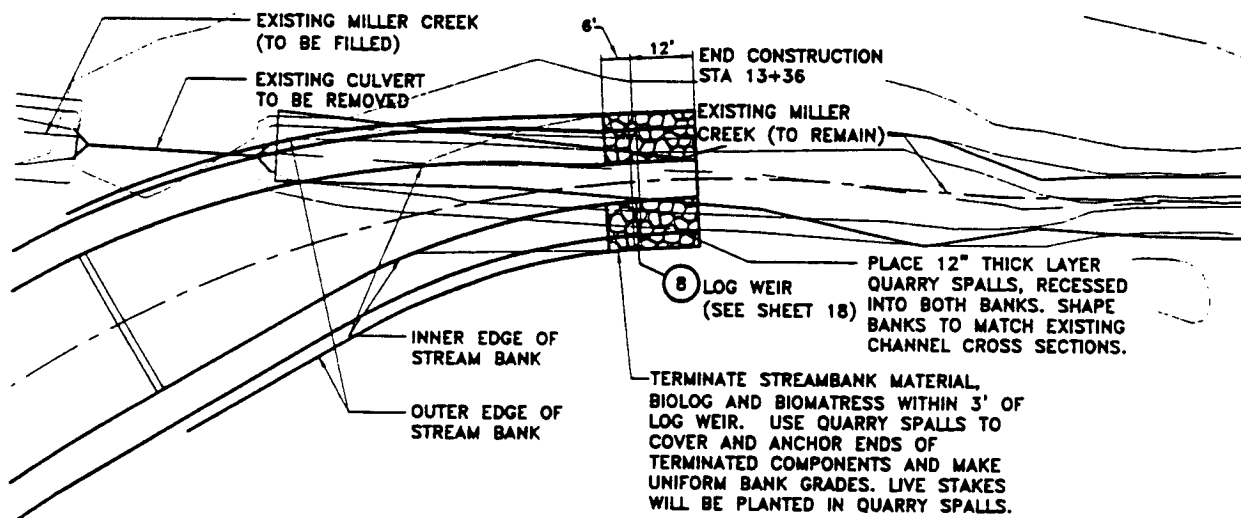 EXISTING MILLER CREEK
(TO BE FILLED)
EXISTING CULVERT
TO BE REMOVED
6'
12'
END CONSTRUCTION
STA 13+36
EXISTING MILLER
CREEK (TO REMAIN)
8
LOG WEIR
(SEE SHEET 18)
PLACE 12" THICK LAYER
QUARRY SPALLS, RECESSED
INTO BOTH BANKS. SHAPE
BANKS TO MATCH EXISTING
CHANNEL CROSS SECTIONS.
INNER EDGE OF
STREAM BANK
OUTER EDGE OF
STREAM BANK
TERMINATE STREAMBANK MATERIAL,
BIOLOG AND BIOMATRESS WITHIN 3' OF
LOG WEIR. USE QUARRY SPALLS TO
COVER AND ANCHOR ENDS OF
TERMINATED COMPONENTS AND MAKE
UNIFORM BANK GRADES. LIVE STAKES
WILL BE PLANTED IN QUARRY SPALLS.